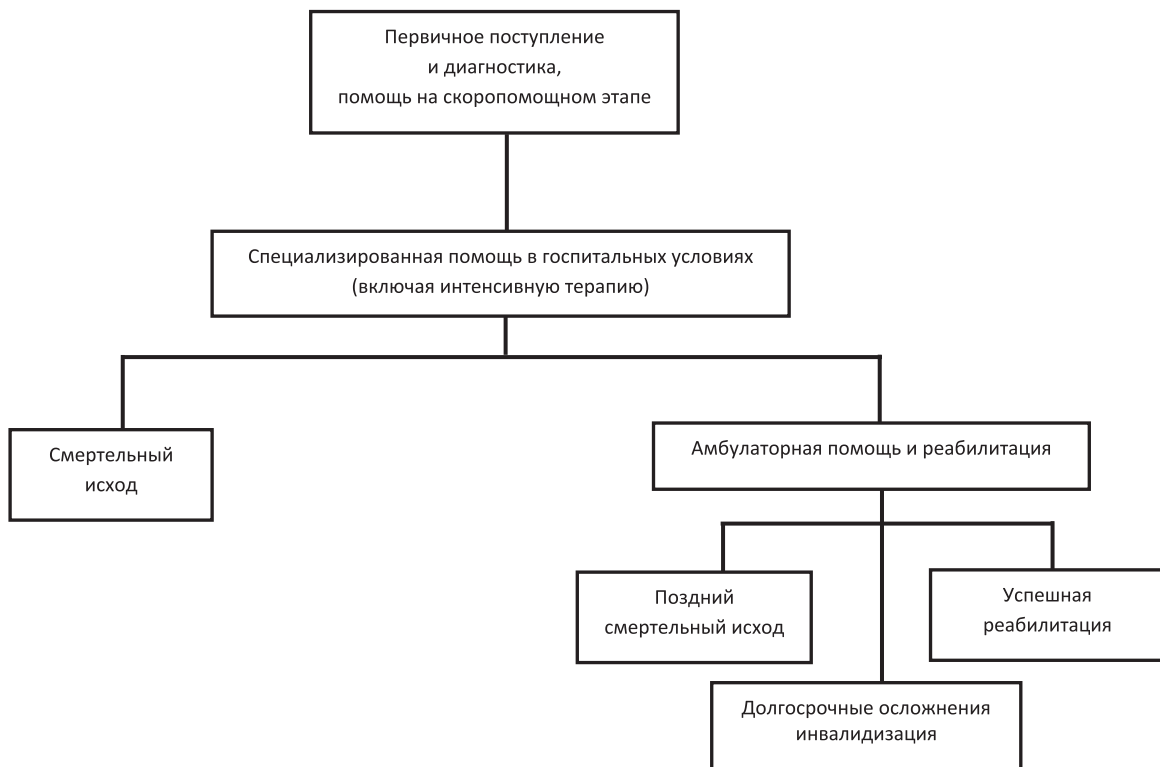 Первичное поступление
и диагностика,
помощь на скоропомощном этапе
Специализированная помощь в госпитальных условиях
(включая интенсивную терапию)
Смертельный
исход
Амбулаторная помощь и реабилитация
Поздний
смертельный исход
Успешная
реабилитация
Долгосрочные осложнения
инвалидизация